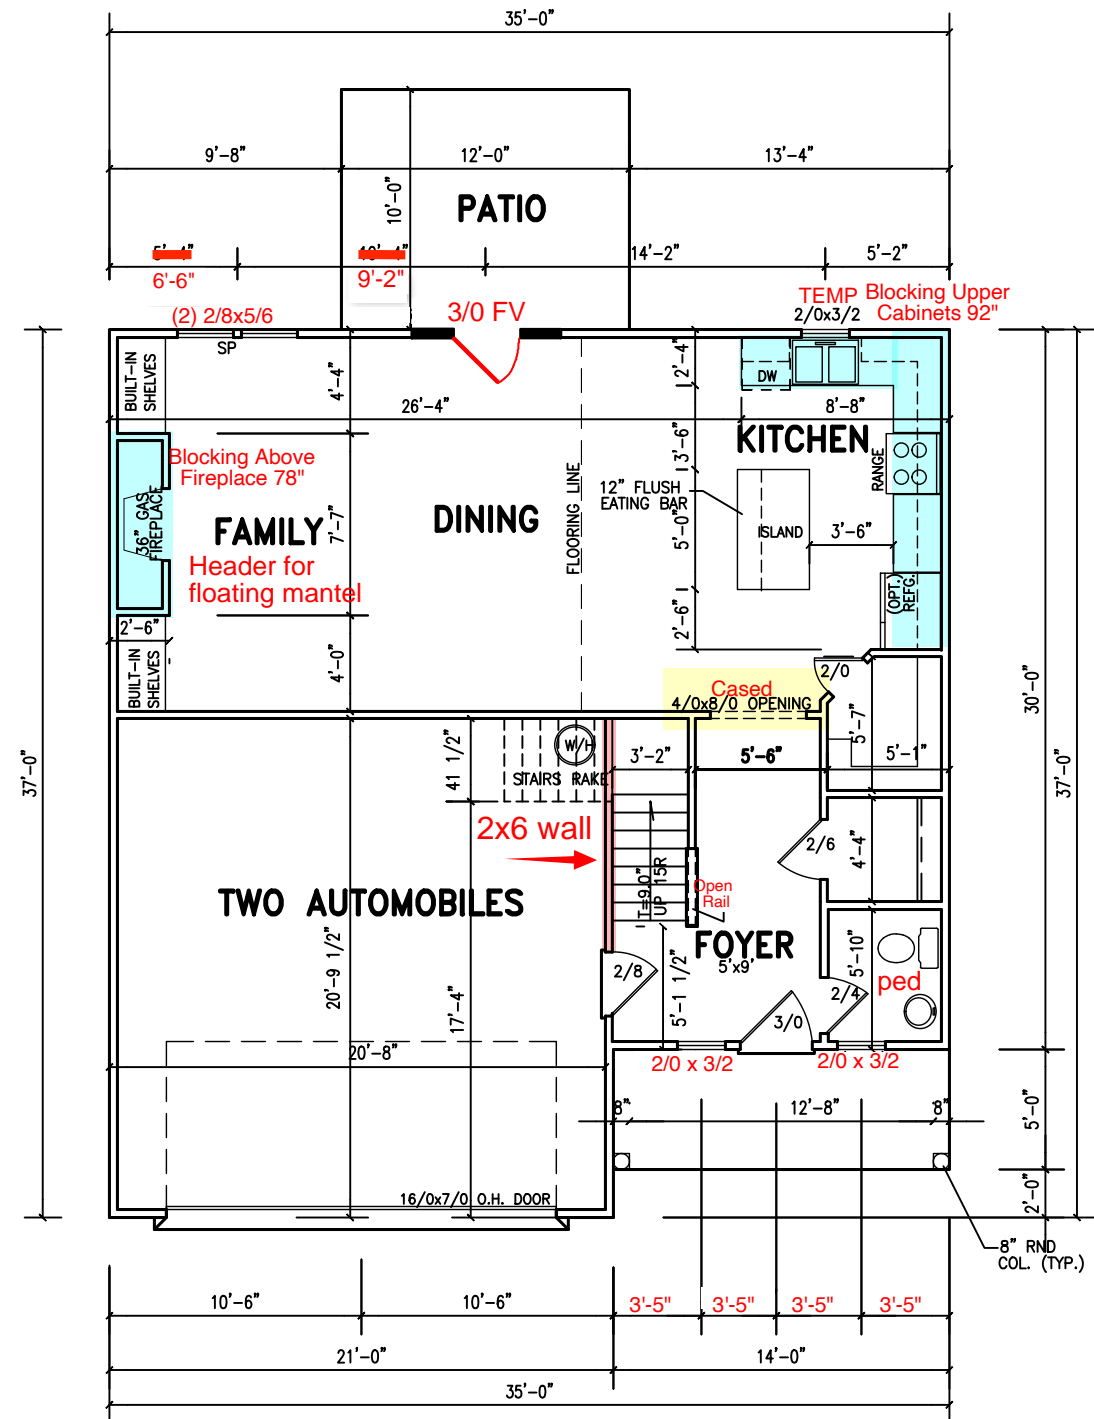 35'-0"
9'-8"
12'-0"
13'-4"
10'-0"
PATIO
14'-2"
5'-2"
6'-6"
9'-2"
(2) 2/8x5/6
SP
3/0 FV
TEMP
2/0x3/2
Blocking Upper
Cabinets 92"
BUILT-IN
SHELVES
4'-4"
26'-4"
2'-4"
DW
8'-8"
KITCHEN
3'-6"
RANGE
Blocking Above
Fireplace 78"
36" GAS
FIREPLACE
FAMILY
7'-7"
DINING
FLOORING LINE
12" FLUSH
EATING BAR
5'-0"
ISLAND
3'-6"
Header for
floating mantel
(OPT.)
REFG.
2'-6"
2'-6"
BUILT-IN
SHELVES
4'-0"
2/0
Cased
4/0x8/0 OPENING
5'-7"
30'-0"
37'-0"
37'-0"
41 1/2"
W/H
STAIRS RAKE
3'-2"
5'-6"
5'-1"
2x6 wall
2/6
4'-4"
T=9.0"
UP 15R
Open
Rail
TWO AUTOMOBILES
20'-9 1/2"
17'-4"
FOYER
5'x9'
5'-1 1/2"
2/8
5'-10"
ped
2/4
3/0
20'-8"
2/0 x 3/2
2/0 x 3/2
8"
12'-8"
8"
5'-0"
2'-0"
16/0x7/0 O.H. DOOR
8" RND
COL. (TYP.)
10'-6"
10'-6"
3'-5"
3'-5"
3'-5"
3'-5"
21'-0"
14'-0"
35'-0"